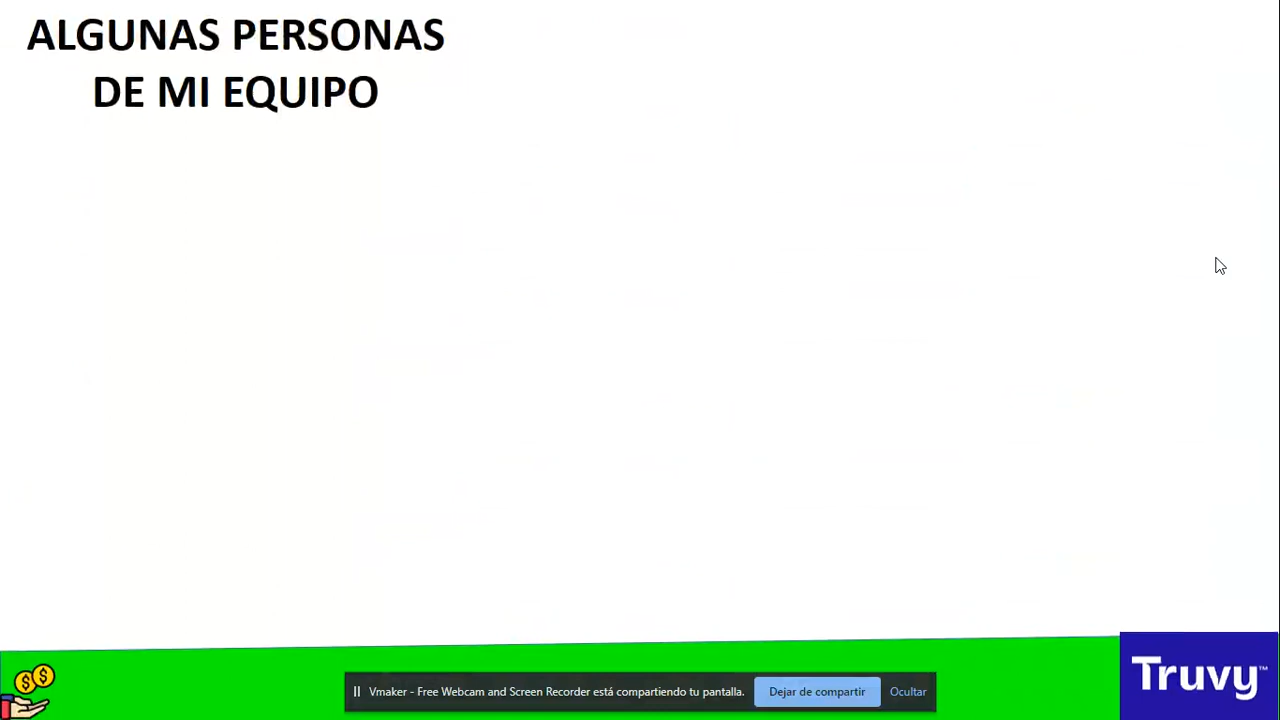 ALGUNAS PERSONAS
DE MI EQUIPO
Vmaker - Free Webcam and Screen Recorder está compartiendo tu pantalla.
Dejar de compartir
Ocultar
Truvy™